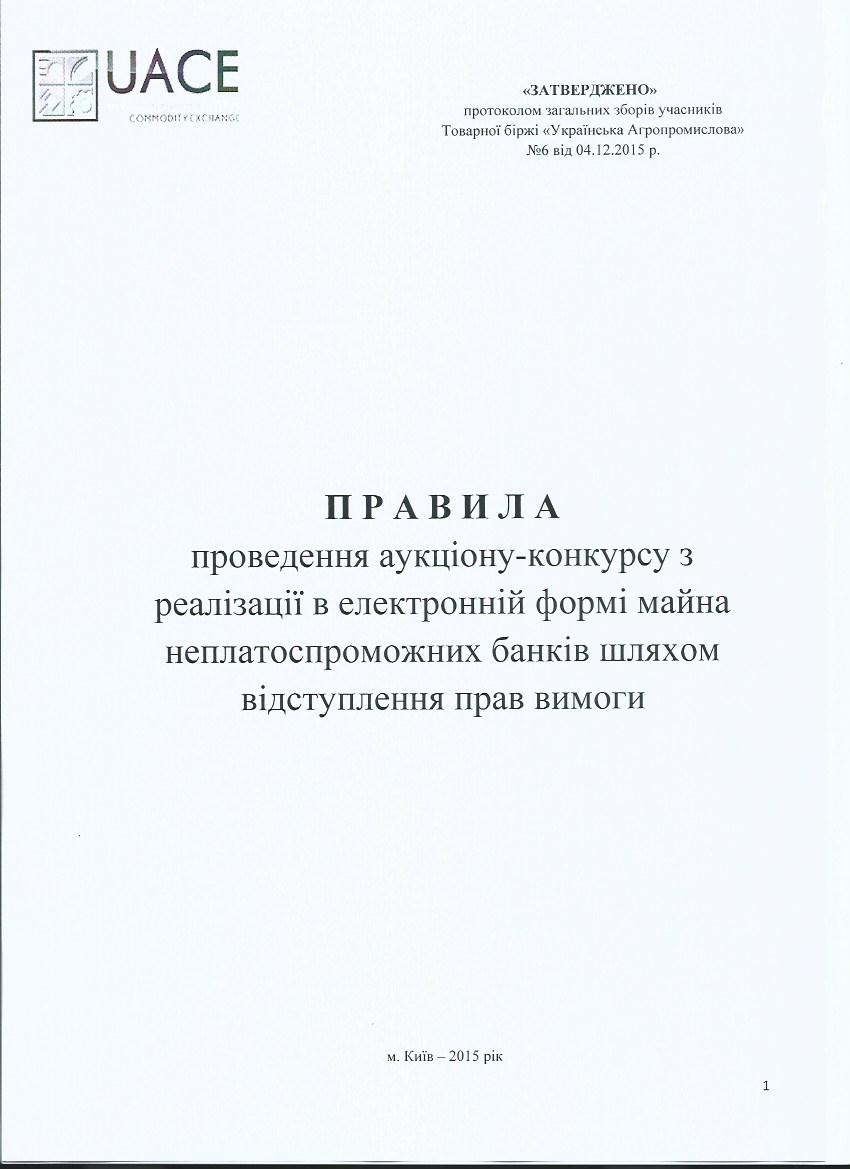 UACE
COMMODITY EXCHANGE
«ЗАТВЕРДЖЕНО»
протоколом загальних зборів учасників
Товарної біржі «Українська Агропромислова»
№6 від 04.12.2015 р.
П Р А В И Л А
проведення аукціону-конкурсу з
реалізації в електронній формі майна
неплатоспроможних банків шляхом
відступлення прав вимоги
м. Київ – 2015 рік
1